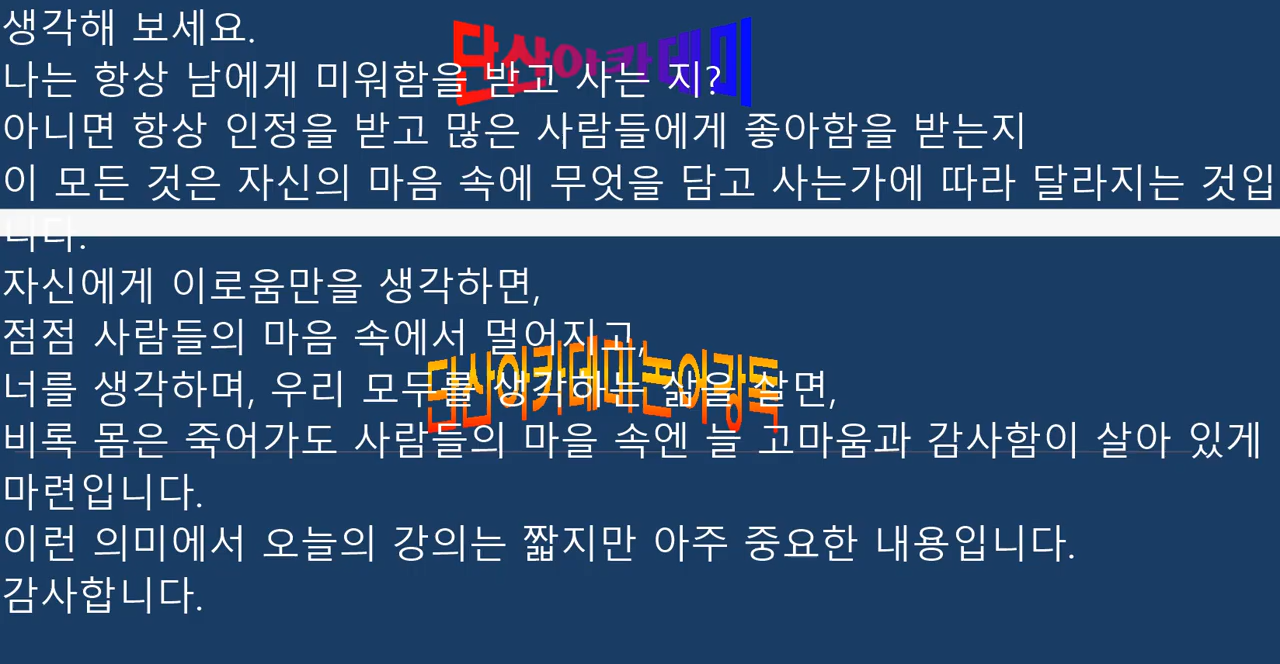 생각해 보세요.
단산아카데미
나는 항상 남에게 미워함을 받고 사는 지?
아니면 항상 인정을 받고 많은 사람들에게 좋아함을 받는지
이 모든 것은 자신의 마음 속에 무엇을 담고 사는가에 따라 달라지는 것입
니다.
자신에게 이로움만을 생각하면,
점점 사람들의 마음 속에서 멀어지고,
단산아카데미논어강독
너를 생각하며, 우리 모두를 생각하는 삶을 살면,
비록 몸은 죽어가도 사람들의 마을 속엔 늘 고마움과 감사함이 살아 있게
마련입니다.
이런 의미에서 오늘의 강의는 짧지만 아주 중요한 내용입니다.
감사합니다.